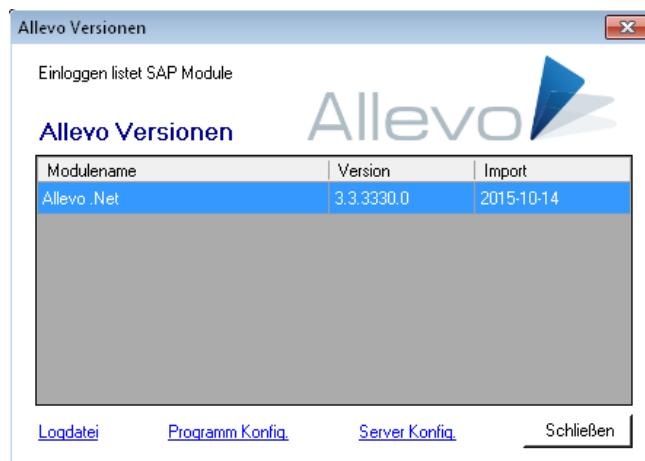 Allevo Versionen
Einloggen listet SAP Module
Allevo
Allevo Versionen
Modulename Version Import
Allevo .Net 3.3.3330.0 2015-10-14
Logdatei Programm Konfig. Server Konfig. Schließen